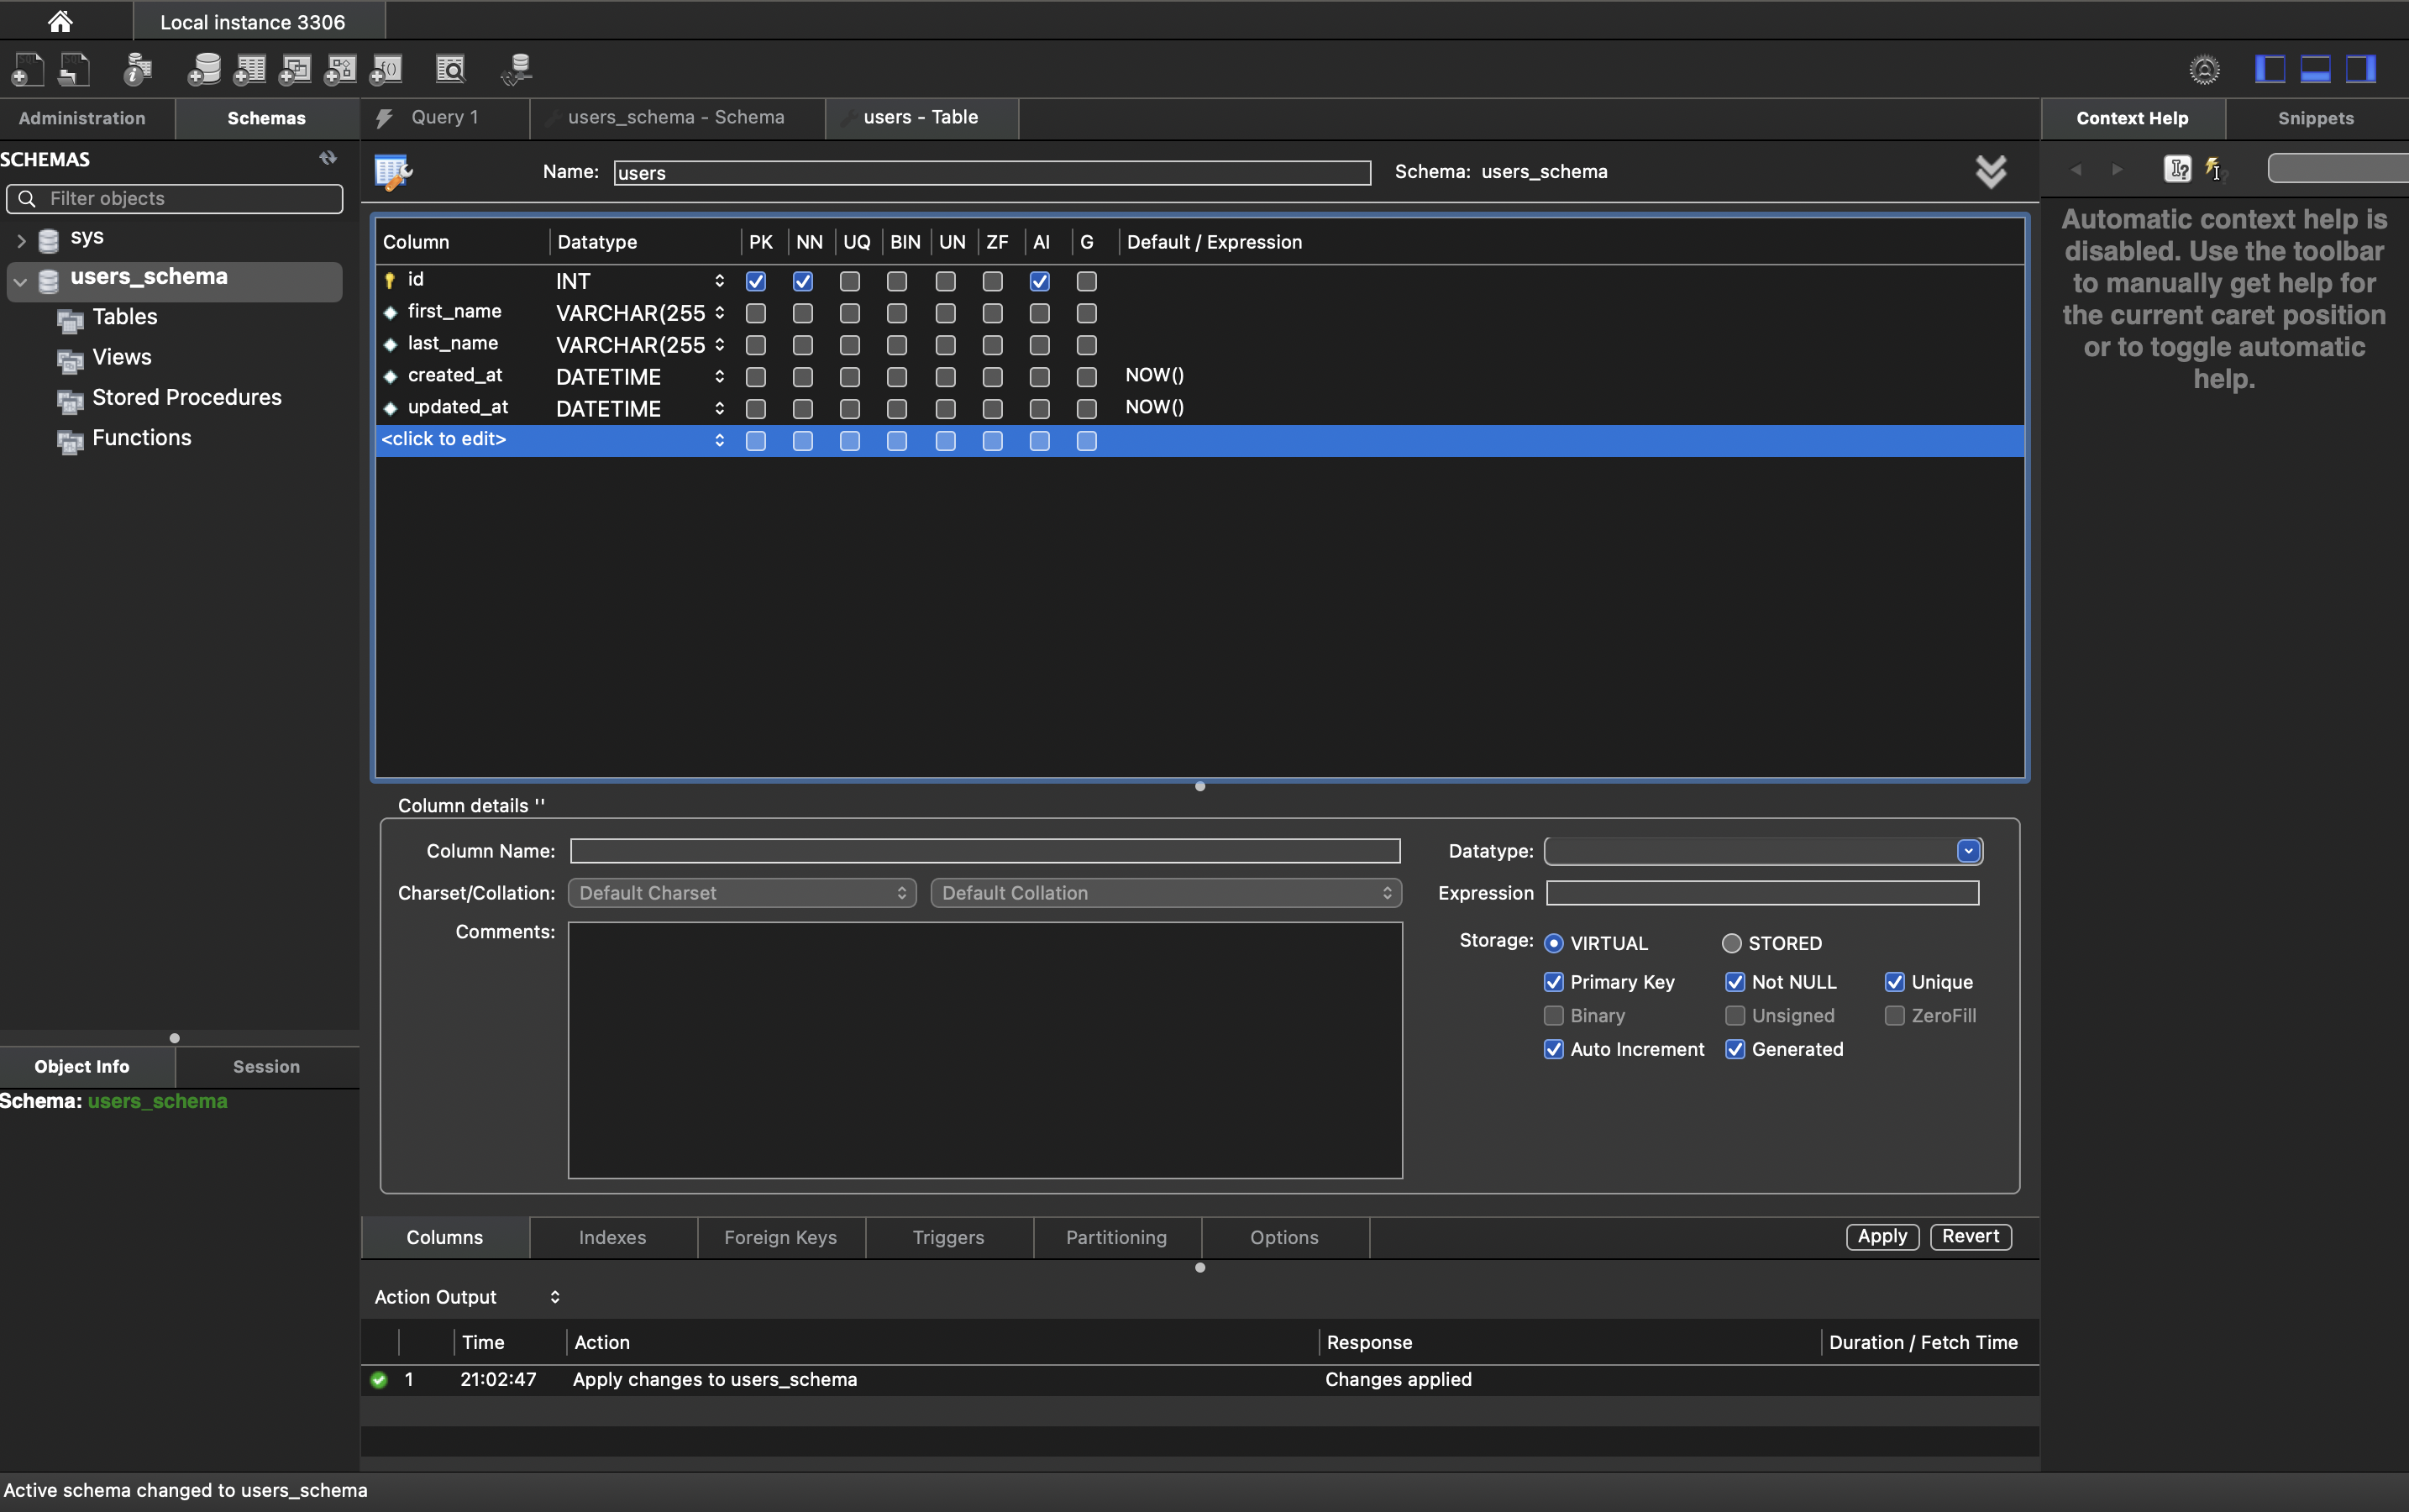 Local instance 3306
Administration
Schemas
Query 1
users_schema - Schema
users - Table
Context Help
Snippets
SCHEMAS
Filter objects
sys
users_schema
Tables
Views
Stored Procedures
Functions
Name: users
Schema: users_schema
Column Datatype PK NN UQ BIN UN ZF AI G Default / Expression
id INT
first_name VARCHAR(255
last_name VARCHAR(255
created_at DATETIME NOW()
updated_at DATETIME NOW()
<click to edit>
Automatic context help is
disabled. Use the toolbar
to manually get help for
the current caret position
or to toggle automatic
help.
Column details ''
Column Name:
Datatype:
Charset/Collation: Default Charset Default Collation
Expression
Comments:
Storage: VIRTUAL STORED
Primary Key Not NULL Unique
Binary Unsigned ZeroFill
Auto Increment Generated
Object Info
Session
Schema: users_schema
Columns Indexes Foreign Keys Triggers Partitioning Options
Apply Revert
Action Output
Time Action Response Duration / Fetch Time
1 21:02:47 Apply changes to users_schema Changes applied
Active schema changed to users_schema